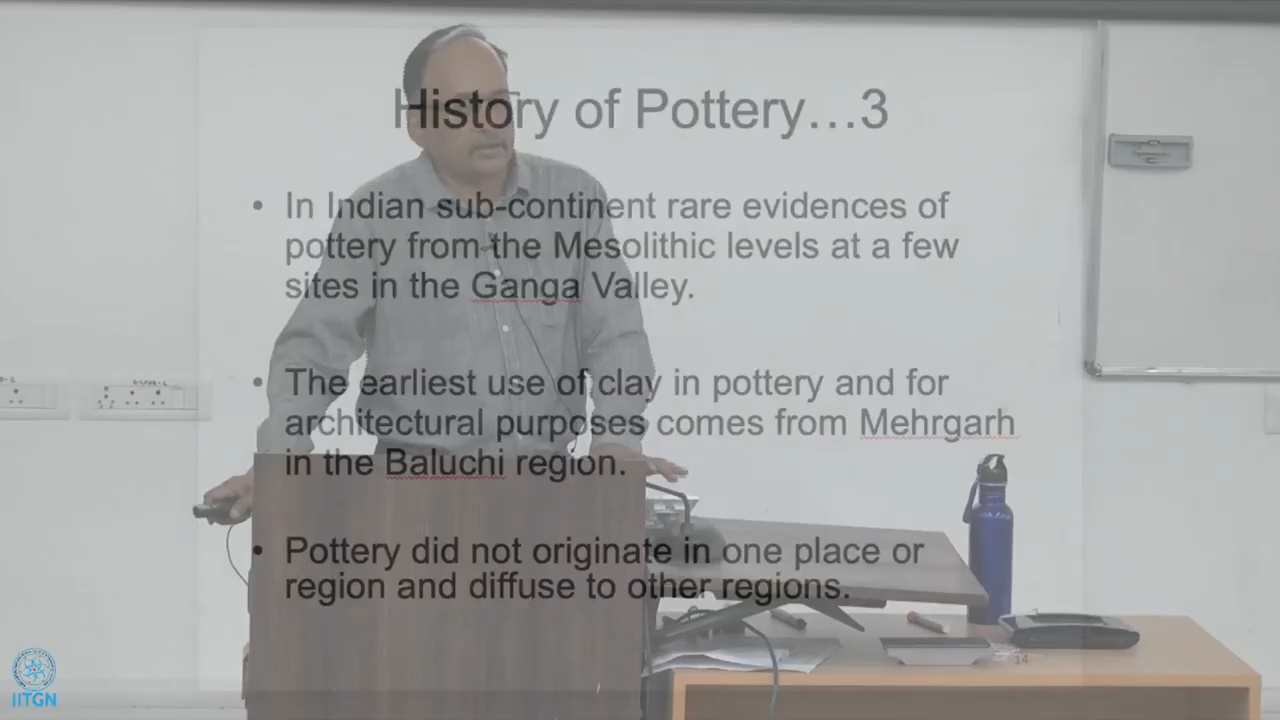 History of Pottery…3
• In Indian sub-continent rare evidences of
pottery from the Mesolithic levels at a few
sites in the Ganga Valley.
• The earliest use of clay in pottery and for
architectural purposes comes from Mehrgarh
in the Baluchi region.
• Pottery did not originate in one place or
region and diffuse to other regions.
14
IITGN